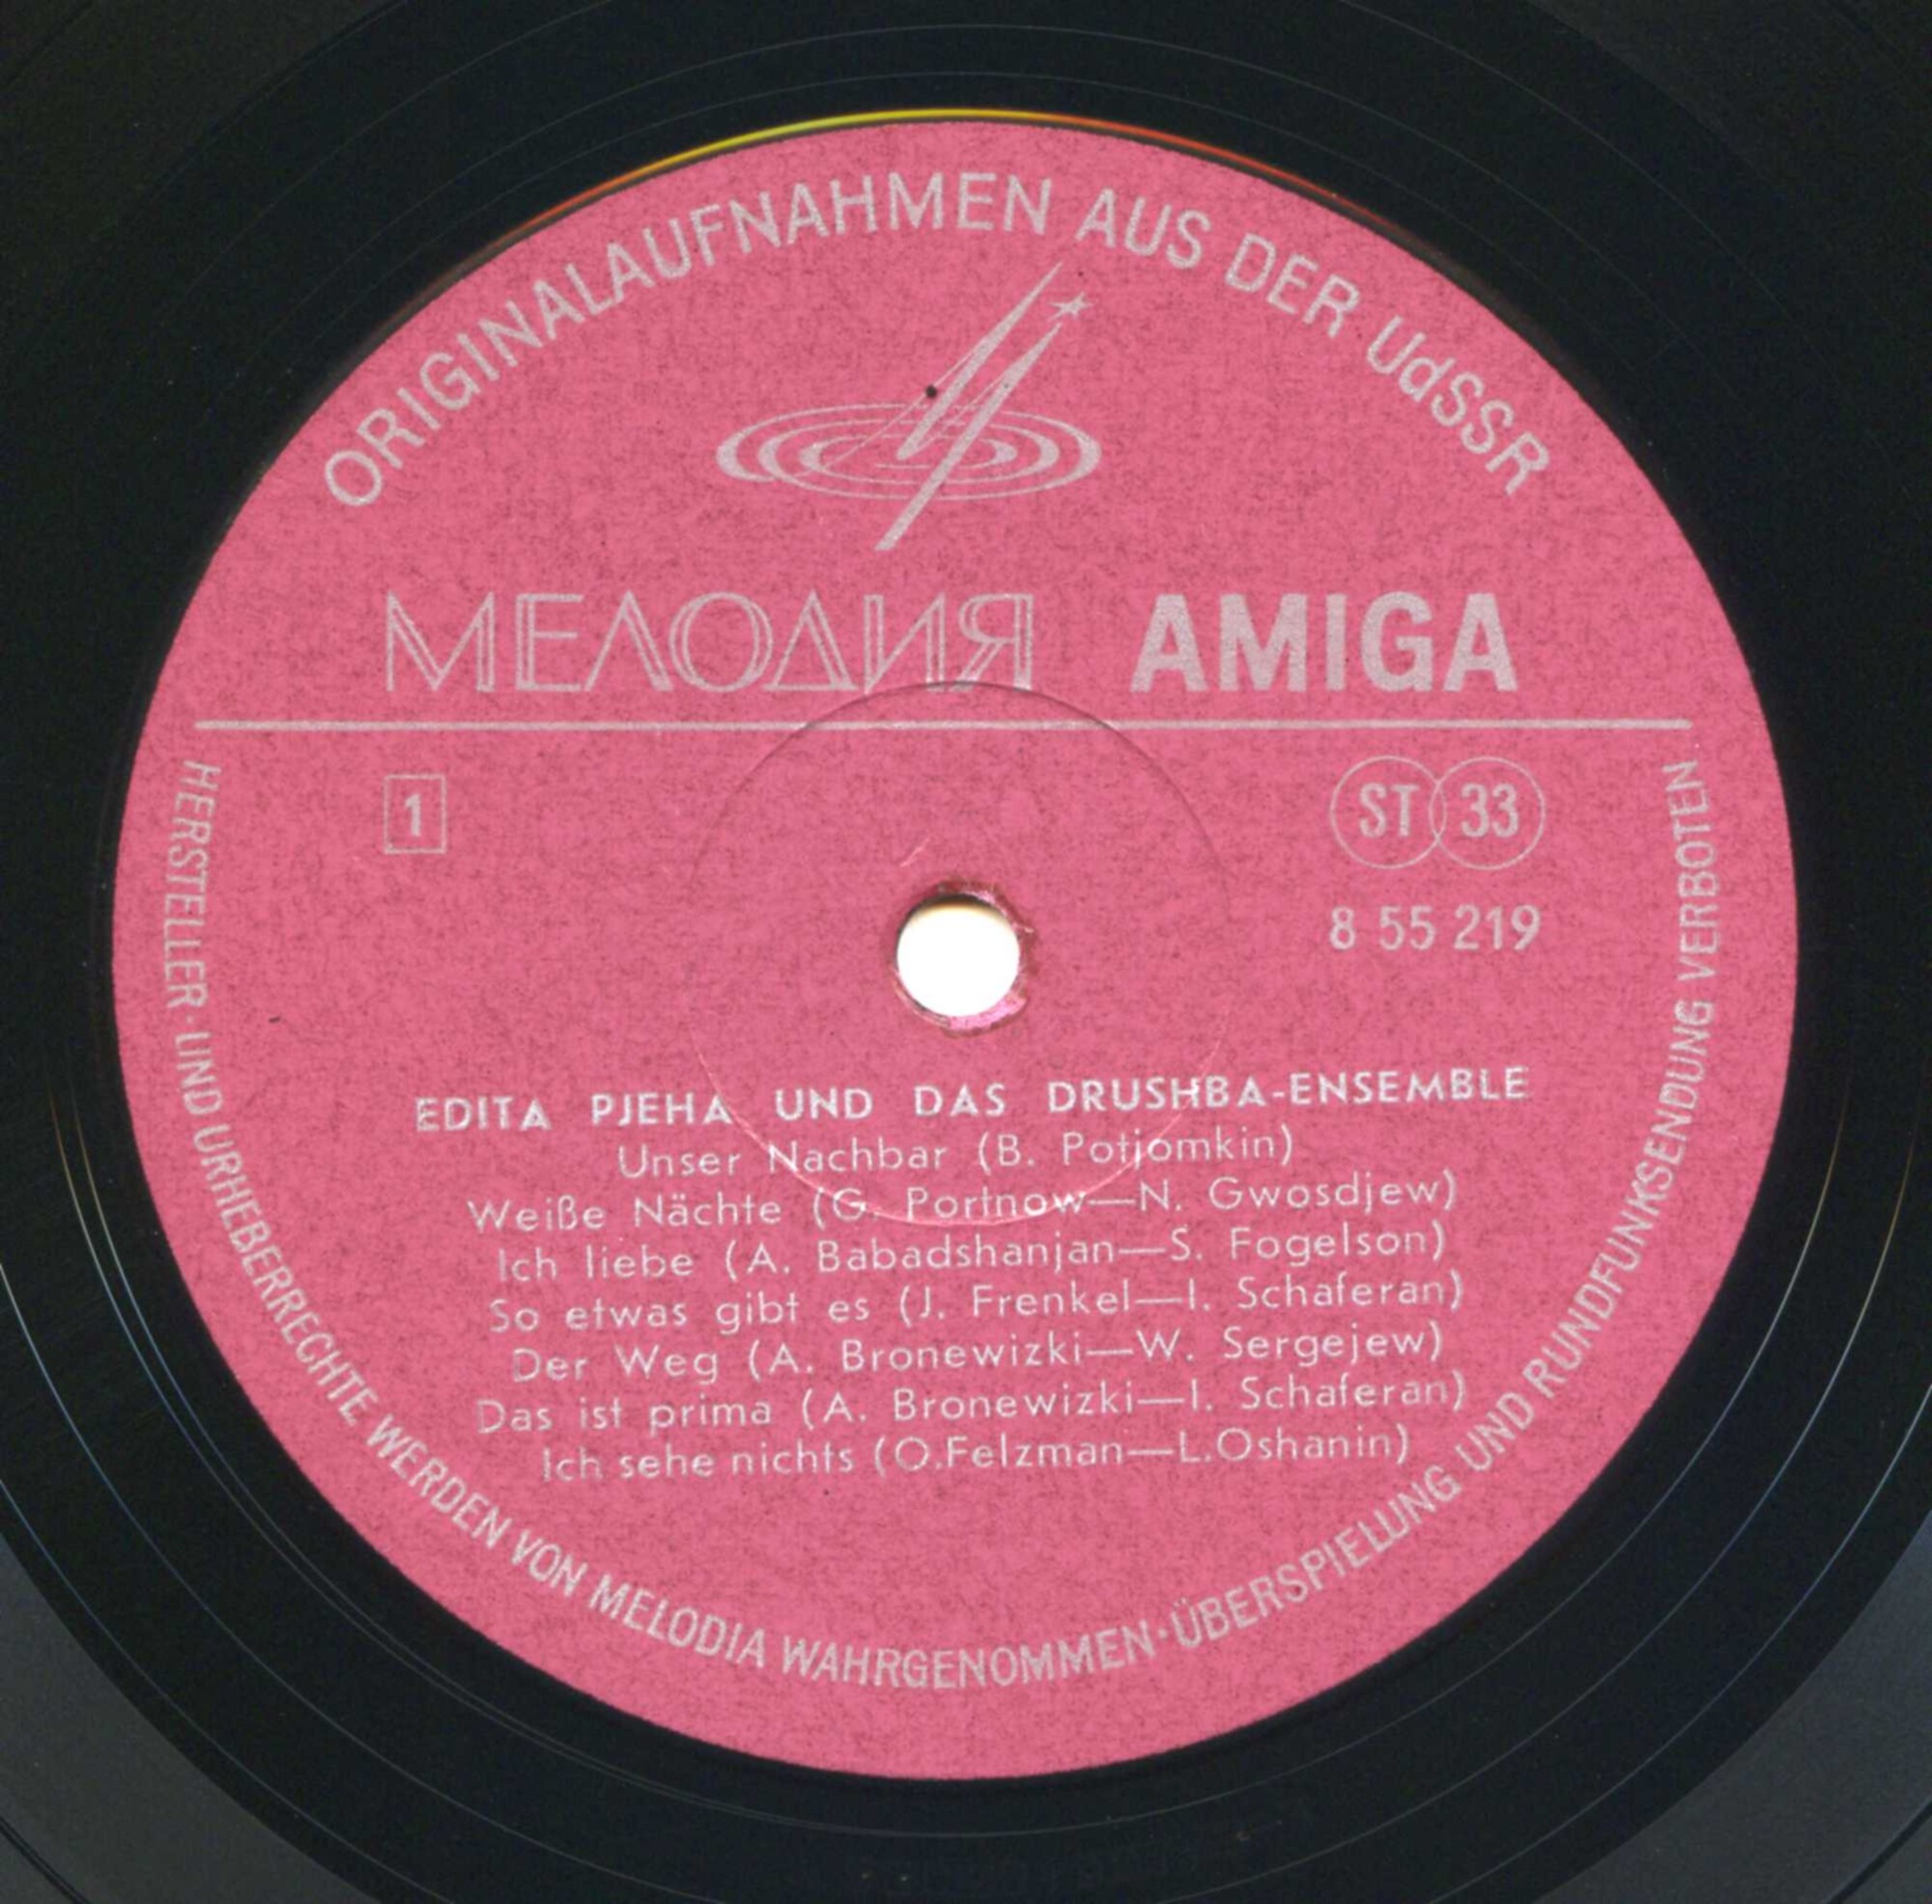 ORIGINALAUFNAHMEN AUS DER UdSSR
МЕЛОДИЯ AMIGA
1
ST 33
8 55 219
EDITA PJEHA UND DAS DRUSHBA-ENSEMBLE
Unser Nachbar (B. Potjomkin)
Weiße Nächte (G. Portnow—N. Gwosdjew)
Ich liebe (A. Babadshanjan—S. Fogelson)
So etwas gibt es (J. Frenkel—I. Schaferan)
Der Weg (A. Bronewizki—W. Sergejew)
Das ist prima (A. Bronewizki—I. Schaferan)
Ich sehe nichts (O.Felzman—L.Oshanin)
HERSTELLER- UND URHEBERRECHTE WERDEN VON MELODIA WAHRGENOMMEN·ÜBERSPIELUNG UND RUNDFUNKSENDUNG VERBOTEN